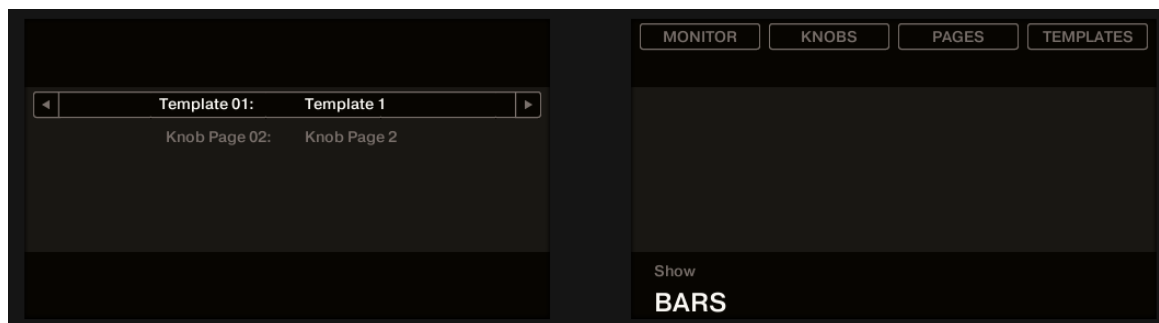 MONITOR KNOBS PAGES TEMPLATES
Template 01: Template 1
Knob Page 02: Knob Page 2
Show
BARS